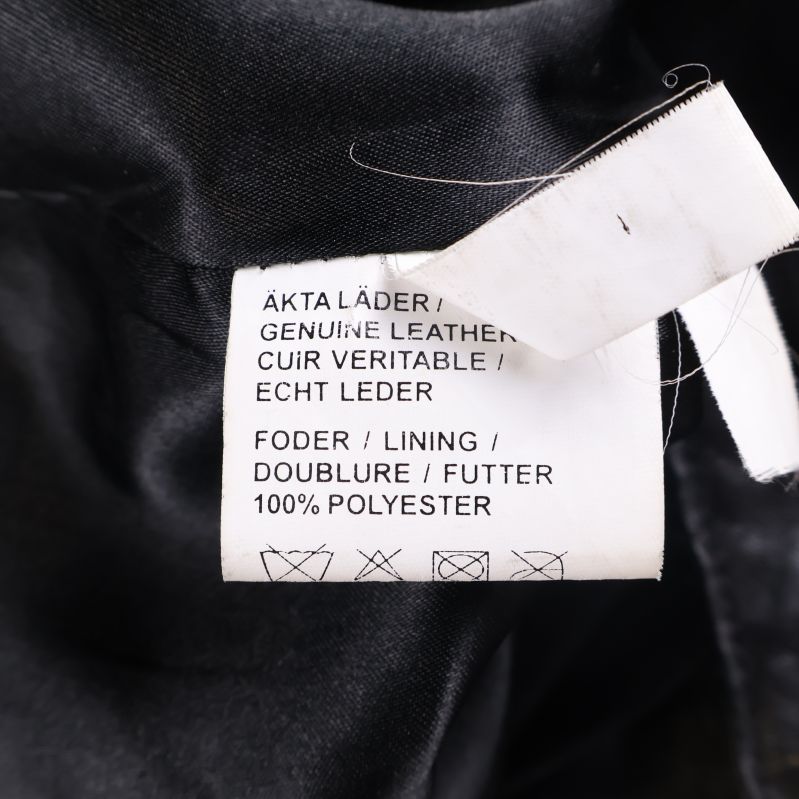 ÄKTA LÄDER /
GENUINE LEATHER
CUIR VERITABLE /
ECHT LEDER
FODER / LINING /
DOUBLURE / FUTTER
100% POLYESTER